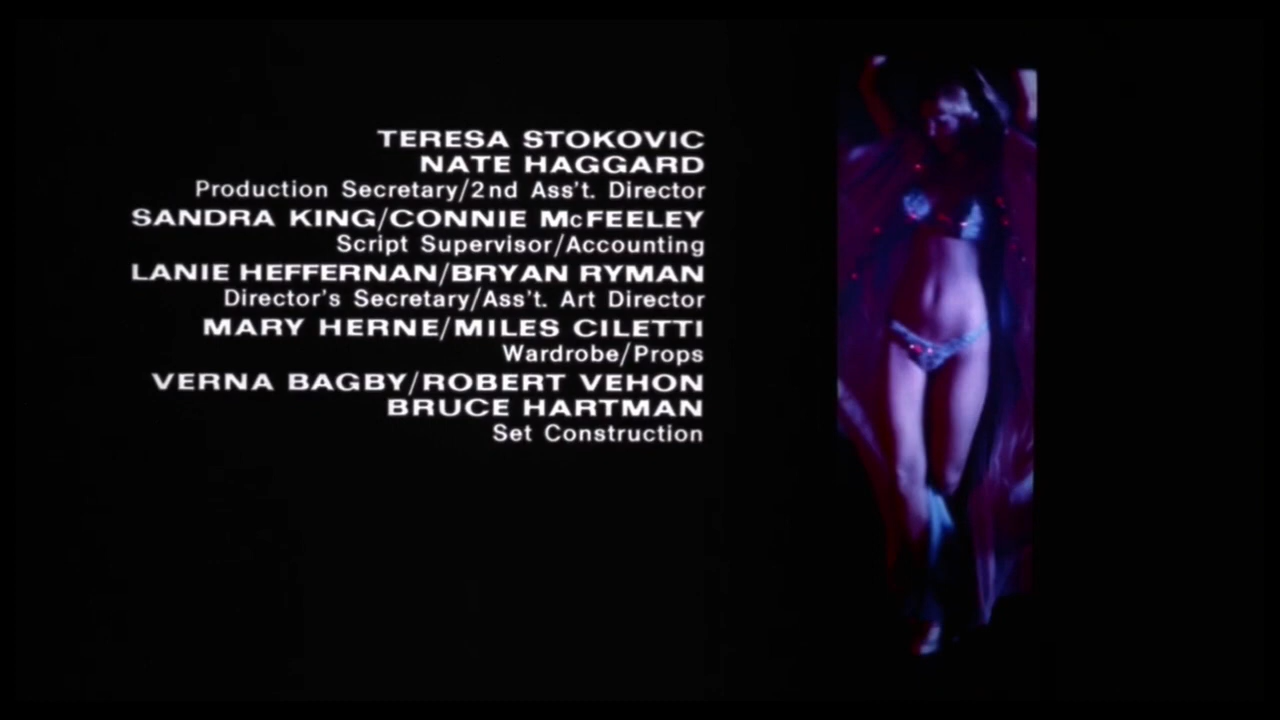 TERESA STOKOVIC
NATE HAGGARD
Production Secretary/2nd Ass't. Director
SANDRA KING/CONNIE McFEELEY
Script Supervisor/Accounting
LANIE HEFFERNAN/BRYAN RYMAN
Director's Secretary/Ass't. Art Director
MARY HERNE/MILES CILETTI
Wardrobe/Props
VERNA BAGBY/ROBERT VEHON
BRUCE HARTMAN
Set Construction